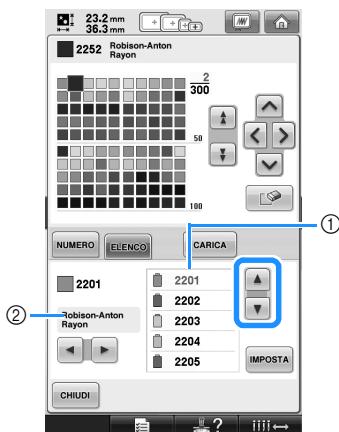 23.2 mm
36.3 mm
2252 Robison-Anton
Rayon
2
300
50
100
NUMERO ELENCO CARICA
①
2201
2201
2202
2203
2204
2205
②
Robison-Anton
Rayon
IMPOSTA
CHIUDI
?